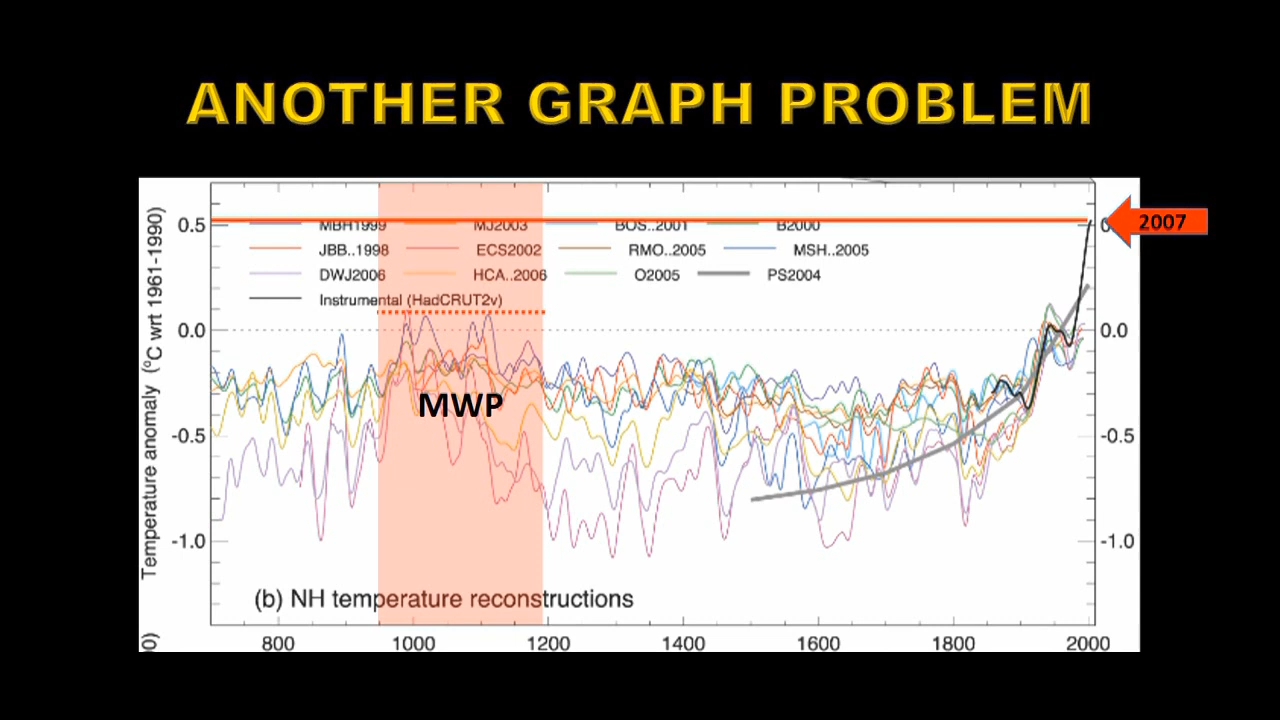 ANOTHER GRAPH PROBLEM
2007
Temperature anomaly (°C wrt 1961-1990)
0.5
0.0
-0.5
-1.0
MBH1999 MJ2003 BOS..2001 B2000
JBB..1998 ECS2002 RMO..2005 MSH..2005
DWJ2006 HCA..2006 O2005 PS2004
Instrumental (HadCRUT2v)
MWP
0.0
-0.5
-1.0
(b) NH temperature reconstructions
800 1000 1200 1400 1600 1800 2000